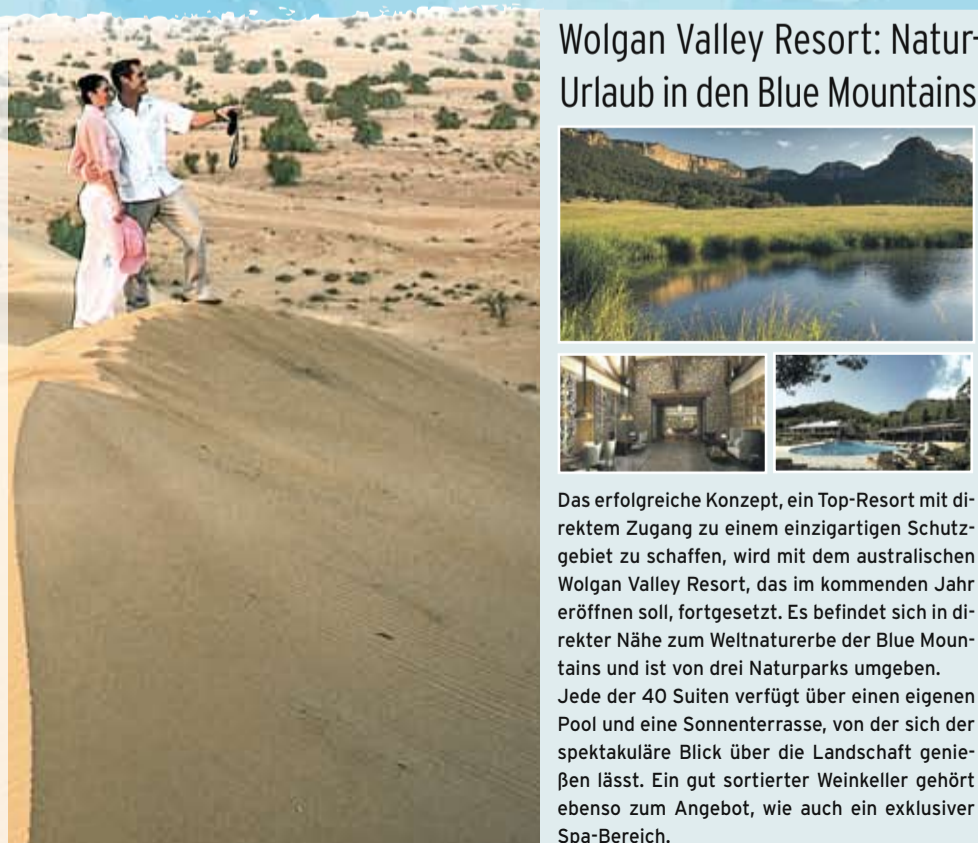 Wolgan Valley Resort: Natur-
Urlaub in den Blue Mountains
Das erfolgreiche Konzept, ein Top-Resort mit di-
rektem Zugang zu einem einzigartigen Schutz-
gebiet zu schaffen, wird mit dem australischen
Wolgan Valley Resort, das im kommenden Jahr
eröffnen soll, fortgesetzt. Es befindet sich in di-
rekter Nähe zum Weltnaturerbe der Blue Moun-
tains und ist von drei Naturparks umgeben.
Jede der 40 Suiten verfügt über einen eigenen
Pool und eine Sonnenterrasse, von der sich der
spektakuläre Blick über die Landschaft genie-
ßen lässt. Ein gut sortierter Weinkeller gehört
ebenso zum Angebot, wie auch ein exklusiver
Spa-Bereich.